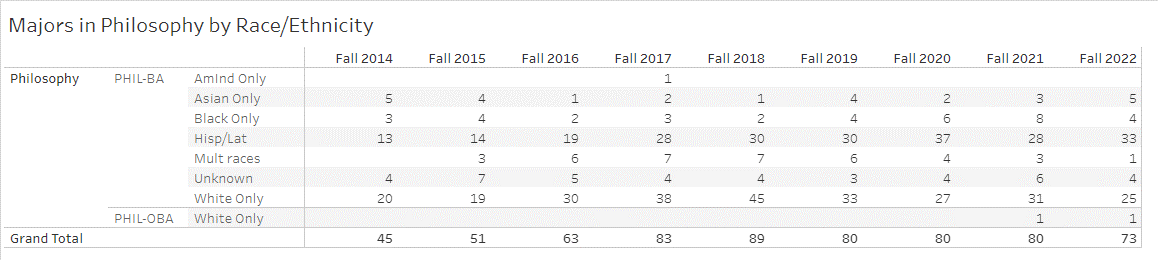 Majors in Philosophy by Race/Ethnicity
Fall 2014 Fall 2015 Fall 2016 Fall 2017 Fall 2018 Fall 2019 Fall 2020 Fall 2021 Fall 2022
Philosophy PHIL-BA AmInd Only 1
Asian Only 5 4 1 2 1 4 2 3 5
Black Only 3 4 2 3 2 4 6 8 4
Hisp/Lat 13 14 19 28 30 30 37 28 33
Mult races 3 6 7 7 6 4 3 1
Unknown 4 7 5 4 4 3 4 6 4
White Only 20 19 30 38 45 33 27 31 25
PHIL-OBA White Only 1 1
Grand Total 45 51 63 83 89 80 80 80 73